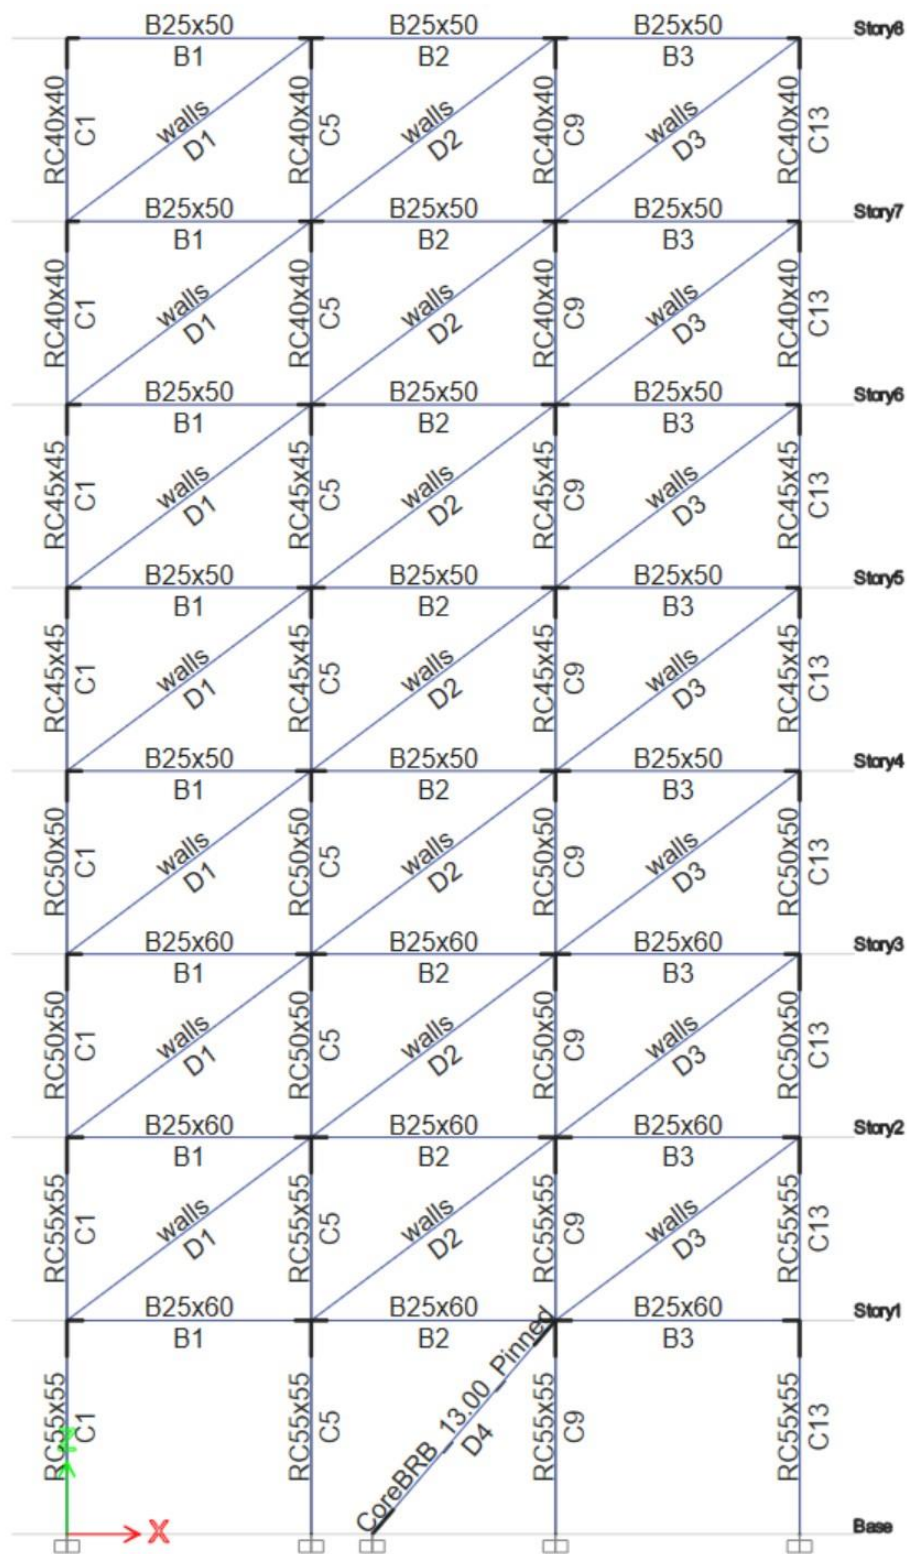 B25x50 B25x50 B25x50 Story8
B1 B2 B3
RC40x40 C1 walls D1 RC40x40 C5 walls D2 RC40x40 C9 walls D3 RC40x40 C13
B25x50 B25x50 B25x50 Story7
B1 B2 B3
RC40x40 C1 walls D1 RC40x40 C5 walls D2 RC40x40 C9 walls D3 RC40x40 C13
B25x50 B25x50 B25x50 Story6
B1 B2 B3
RC45x45 C1 walls D1 RC45x45 C5 walls D2 RC45x45 C9 walls D3 RC45x45 C13
B25x50 B25x50 B25x50 Story5
B1 B2 B3
RC45x45 C1 walls D1 RC45x45 C5 walls D2 RC45x45 C9 walls D3 RC45x45 C13
B25x50 B25x50 B25x50 Story4
B1 B2 B3
RC50x50 C1 walls D1 RC50x50 C5 walls D2 RC50x50 C9 walls D3 RC50x50 C13
B25x60 B25x60 B25x60 Story3
B1 B2 B3
RC50x50 C1 walls D1 RC50x50 C5 walls D2 RC50x50 C9 walls D3 RC50x50 C13
B25x60 B25x60 B25x60 Story2
B1 B2 B3
RC55x55 C1 walls D1 RC55x55 C5 walls D2 RC55x55 C9 walls D3 RC55x55 C13
B25x60 B25x60 B25x60 Story1
B1 B2 B3
RC55x55 C1 RC55x55 C5 CoreBRB_13.00_Pinned D4 RC55x55 C9 RC55x55 C13
X Base